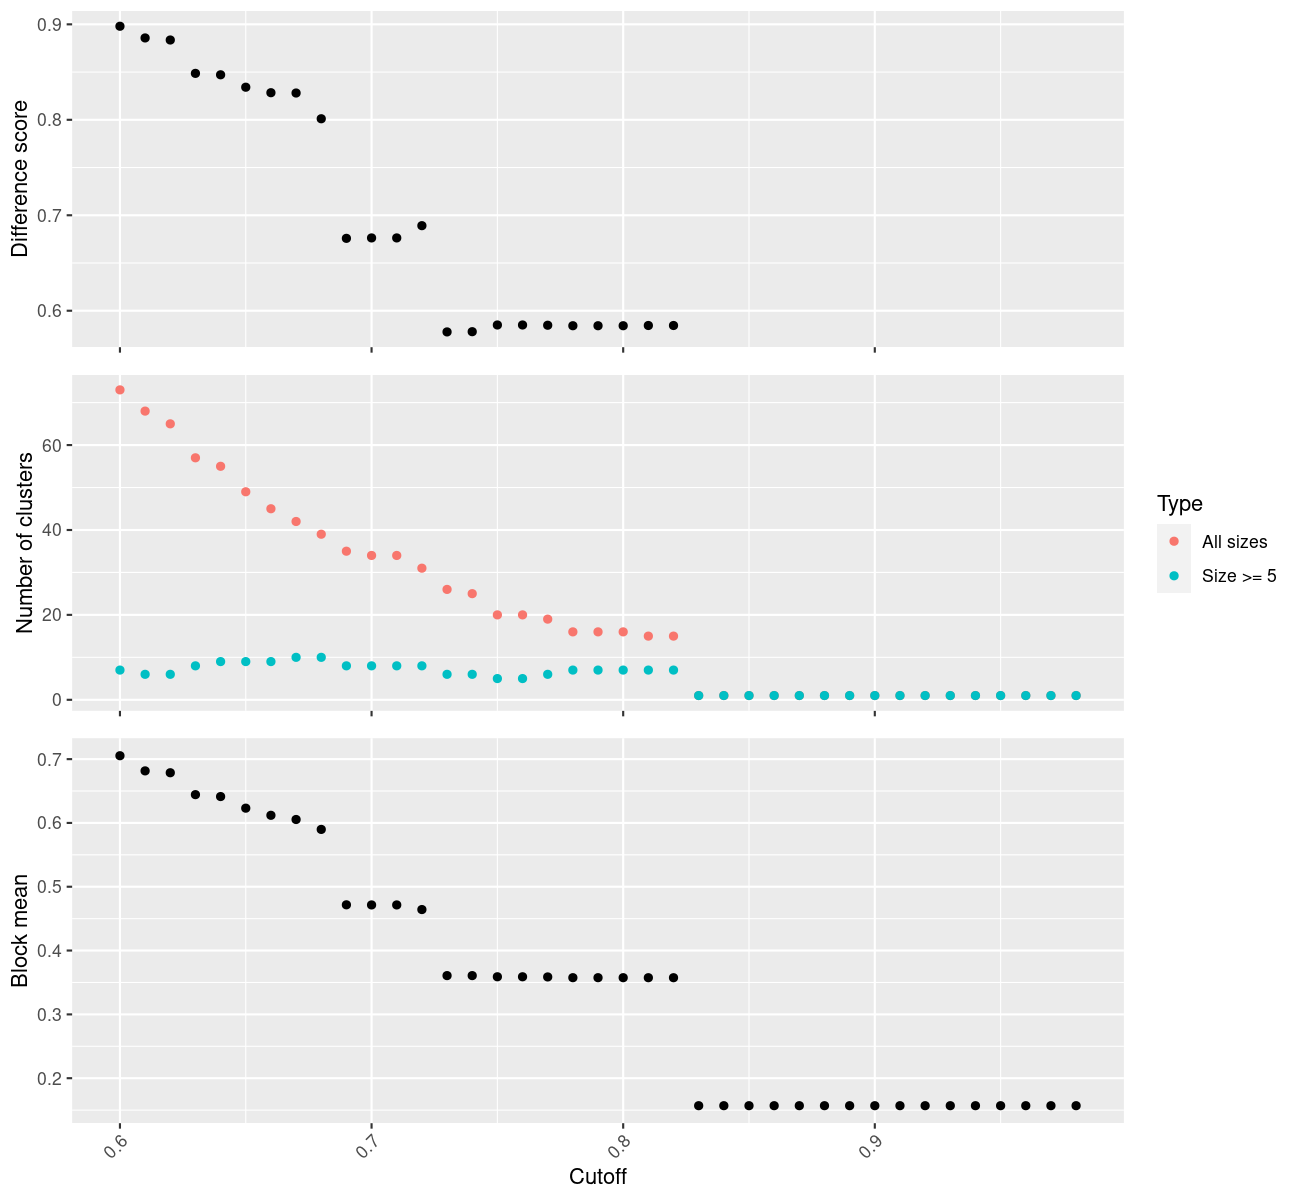 Difference score
0.9
0.8
0.7
0.6
Number of clusters
60
40
20
0
Type
All sizes
Size >= 5
Block mean
0.7
0.6
0.5
0.4
0.3
0.2
0.6
0.7
0.8
0.9
Cutoff